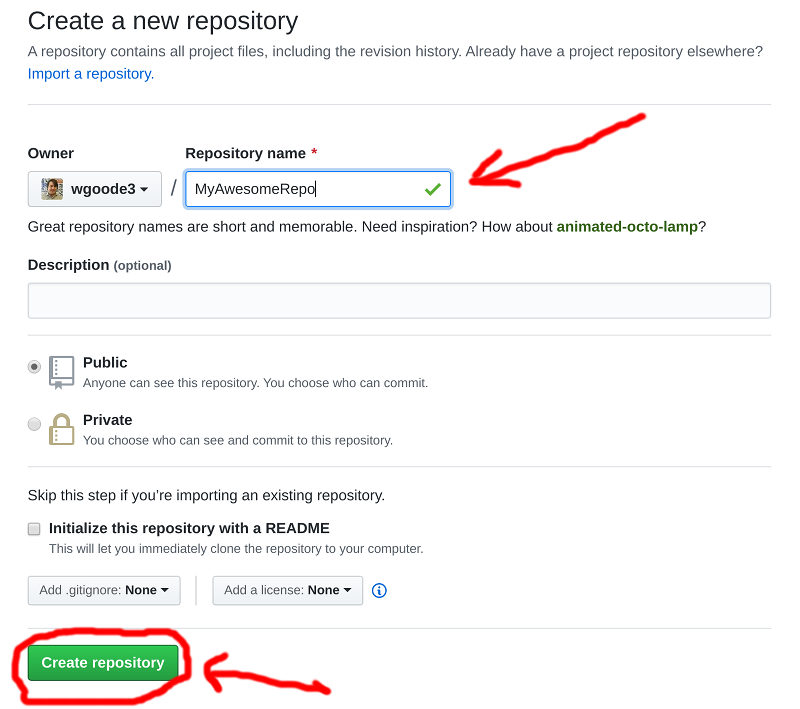 Create a new repository
A repository contains all project files, including the revision history. Already have a project repository elsewhere?
Import a repository.
Owner
Repository name *
wgoode3
/
MyAwesomeRepo
Great repository names are short and memorable. Need inspiration? How about animated-octo-lamp?
Description (optional)
Public
Anyone can see this repository. You choose who can commit.
Private
You choose who can see and commit to this repository.
Skip this step if you’re importing an existing repository.
Initialize this repository with a README
This will let you immediately clone the repository to your computer.
Add .gitignore: None
Add a license: None
Create repository